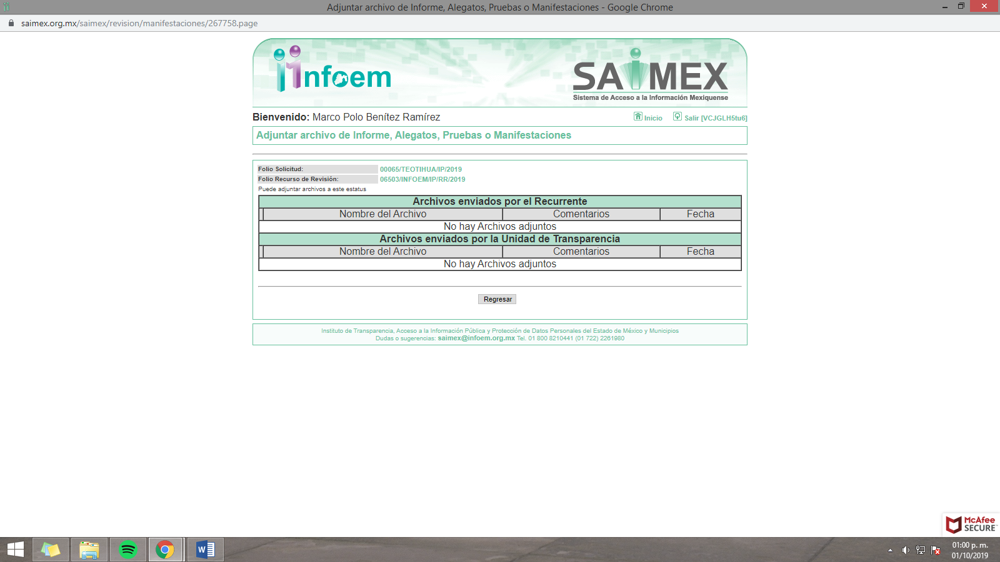 Adjuntar archivo de Informe, Alegatos, Pruebas o Manifestaciones - Google Chrome
saimex.org.mx/saimex/revision/manifestaciones/267758.page
infoem
SAIMEX
Sistema de Acceso a la Información Mexiquense
Bienvenido: Marco Polo Benítez Ramírez
Inicio Salir [VCJGLH5tu6]
Adjuntar archivo de Informe, Alegatos, Pruebas o Manifestaciones
Folio Solicitud: 00065/TEOTIHUA/IP/2019
Folio Recurso de Revisión: 06503/INFOEM/IP/RR/2019
Puede adjuntar archivos a este estatus
Archivos enviados por el Recurrente
Nombre del Archivo Comentarios Fecha
No hay Archivos adjuntos
Archivos enviados por la Unidad de Transparencia
Nombre del Archivo Comentarios Fecha
No hay Archivos adjuntos
Regresar
Instituto de Transparencia, Acceso a la Información Pública y Protección de Datos Personales del Estado de México y Municipios
Dudas o sugerencias: saimex@infoem.org.mx Tel. 01 800 8210441 (01 722) 2261980
McAfee
SECURE
01:00 p. m.
01/10/2019